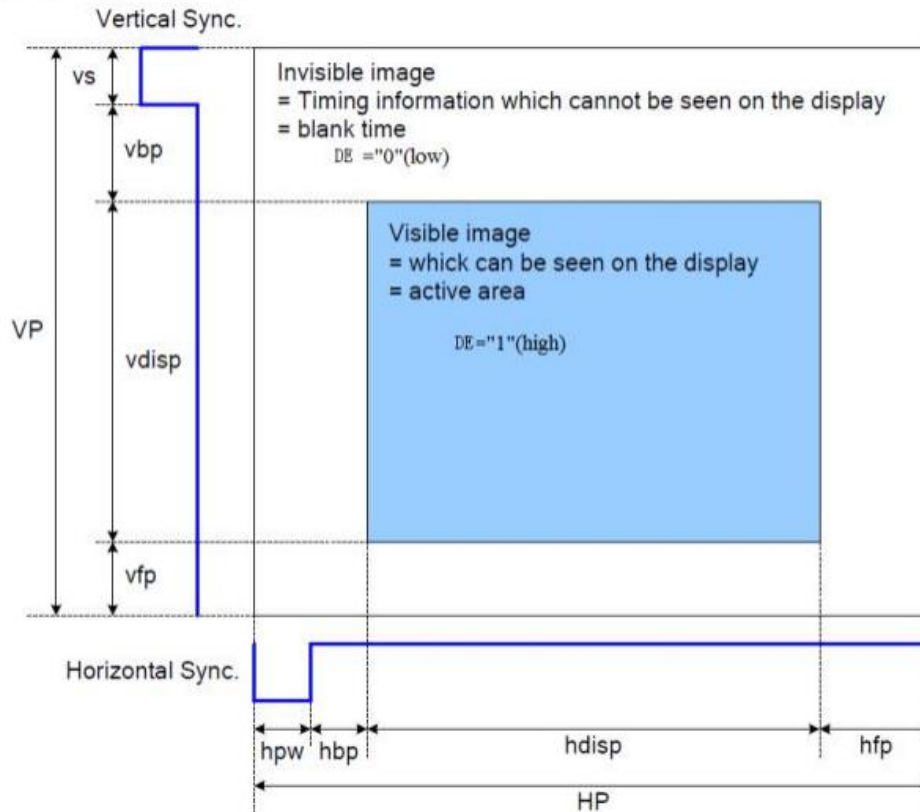 Vertical Sync.
vs
vbp
VP
vdisp
vfp
Invisible image
= Timing information which cannot be seen on the display
= blank time
DE ="0"(low)
Visible image
= whick can be seen on the display
= active area
DE="1"(high)
Horizontal Sync.
hpw
hbp
hdisp
hfp
HP